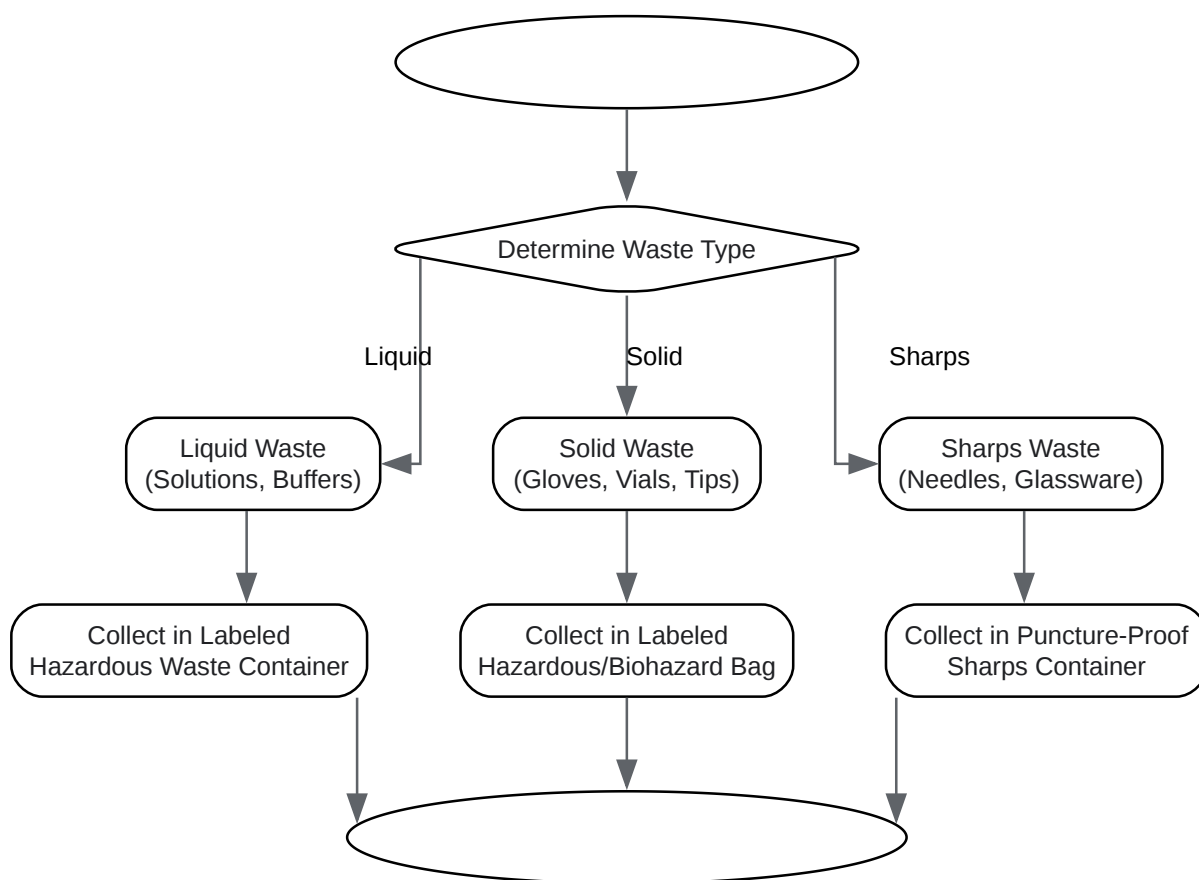 Determine Waste Type
Liquid
Solid
Sharps
Liquid Waste
(Solutions, Buffers)
Solid Waste
(Gloves, Vials, Tips)
Sharps Waste
(Needles, Glassware)
Collect in Labeled
Hazardous Waste Container
Collect in Labeled
Hazardous/Biohazard Bag
Collect in Puncture-Proof
Sharps Container